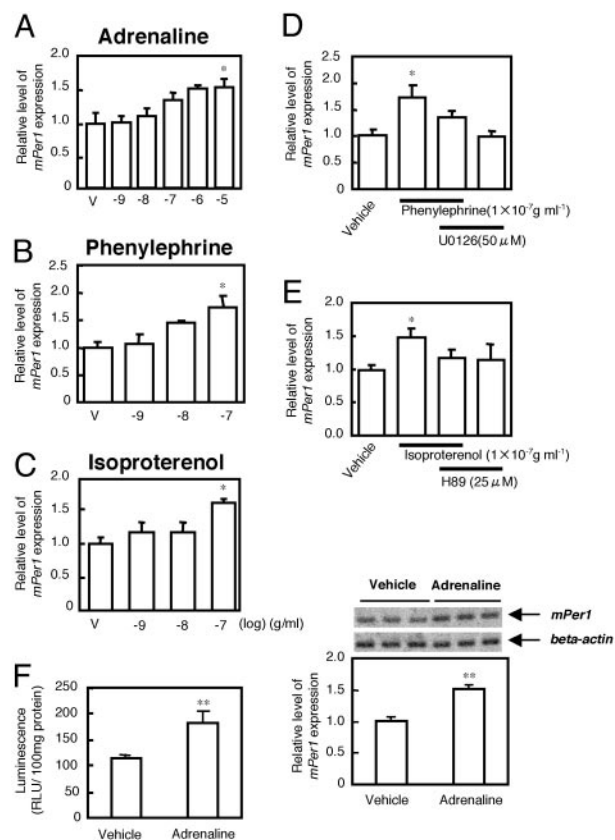 A
Adrenaline
Relative level of
mPer1 expression
2.0
1.5
1.0
0.5
0
V -9 -8 -7 -6 -5
*
B
Phenylephrine
Relative level of
mPer1 expression
2.0
1.5
1.0
0.5
0
V -9 -8 -7
*
C
Isoproterenol
Relative level of
mPer1 expression
2.0
1.5
1.0
0.5
0
V -9 -8 -7 (log) (g/ml)
*
D
Relative level of
mPer1 expression
2.5
2.0
1.5
1.0
0.5
0
*
Vehicle
Phenylephrine(1×10-7g ml-1)
U0126(50 μM)
E
Relative level of
mPer1 expression
2.0
1.5
1.0
0.5
0.0
*
Vehicle
Isoproterenol (1×10-7g ml-1)
H89 (25 μM)
F
Luminescence
(RLU/ 100mg protein)
250
200
150
100
50
0
**
Vehicle Adrenaline
Vehicle Adrenaline
mPer1
beta-actin
Relative level of
mPer1 expression
2.0
1.5
1.0
0.5
0
**
Vehicle Adrenaline